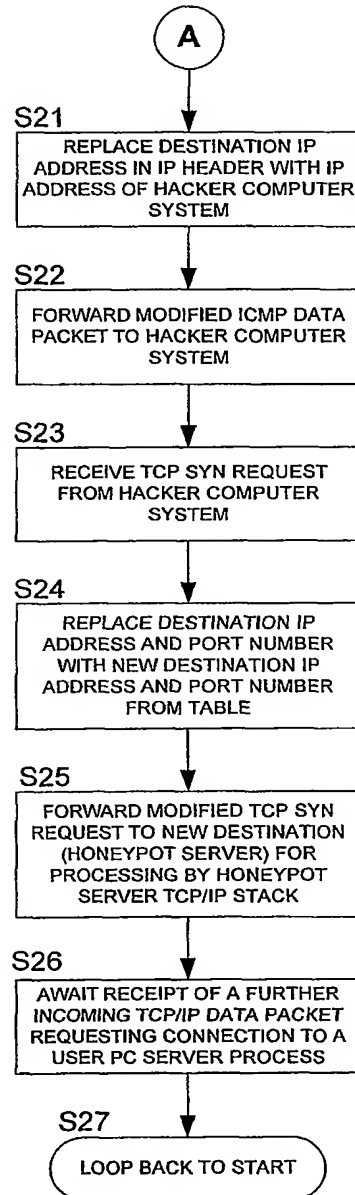 A
S21
REPLACE DESTINATION IP
ADDRESS IN IP HEADER WITH IP
ADDRESS OF HACKER COMPUTER
SYSTEM
S22
FORWARD MODIFIED ICMP DATA
PACKET TO HACKER COMPUTER
SYSTEM
S23
RECEIVE TCP SYN REQUEST
FROM HACKER COMPUTER
SYSTEM
S24
REPLACE DESTINATION IP
ADDRESS AND PORT NUMBER
WITH NEW DESTINATION IP
ADDRESS AND PORT NUMBER
FROM TABLE
S25
FORWARD MODIFIED TCP SYN
REQUEST TO NEW DESTINATION
(HONEYPOT SERVER) FOR
PROCESSING BY HONEYPOT
SERVER TCP/IP STACK
S26
AWAIT RECEIPT OF A FURTHER
INCOMING TCP/IP DATA PACKET
REQUESTING CONNECTION TO A
USER PC SERVER PROCESS
S27
LOOP BACK TO START